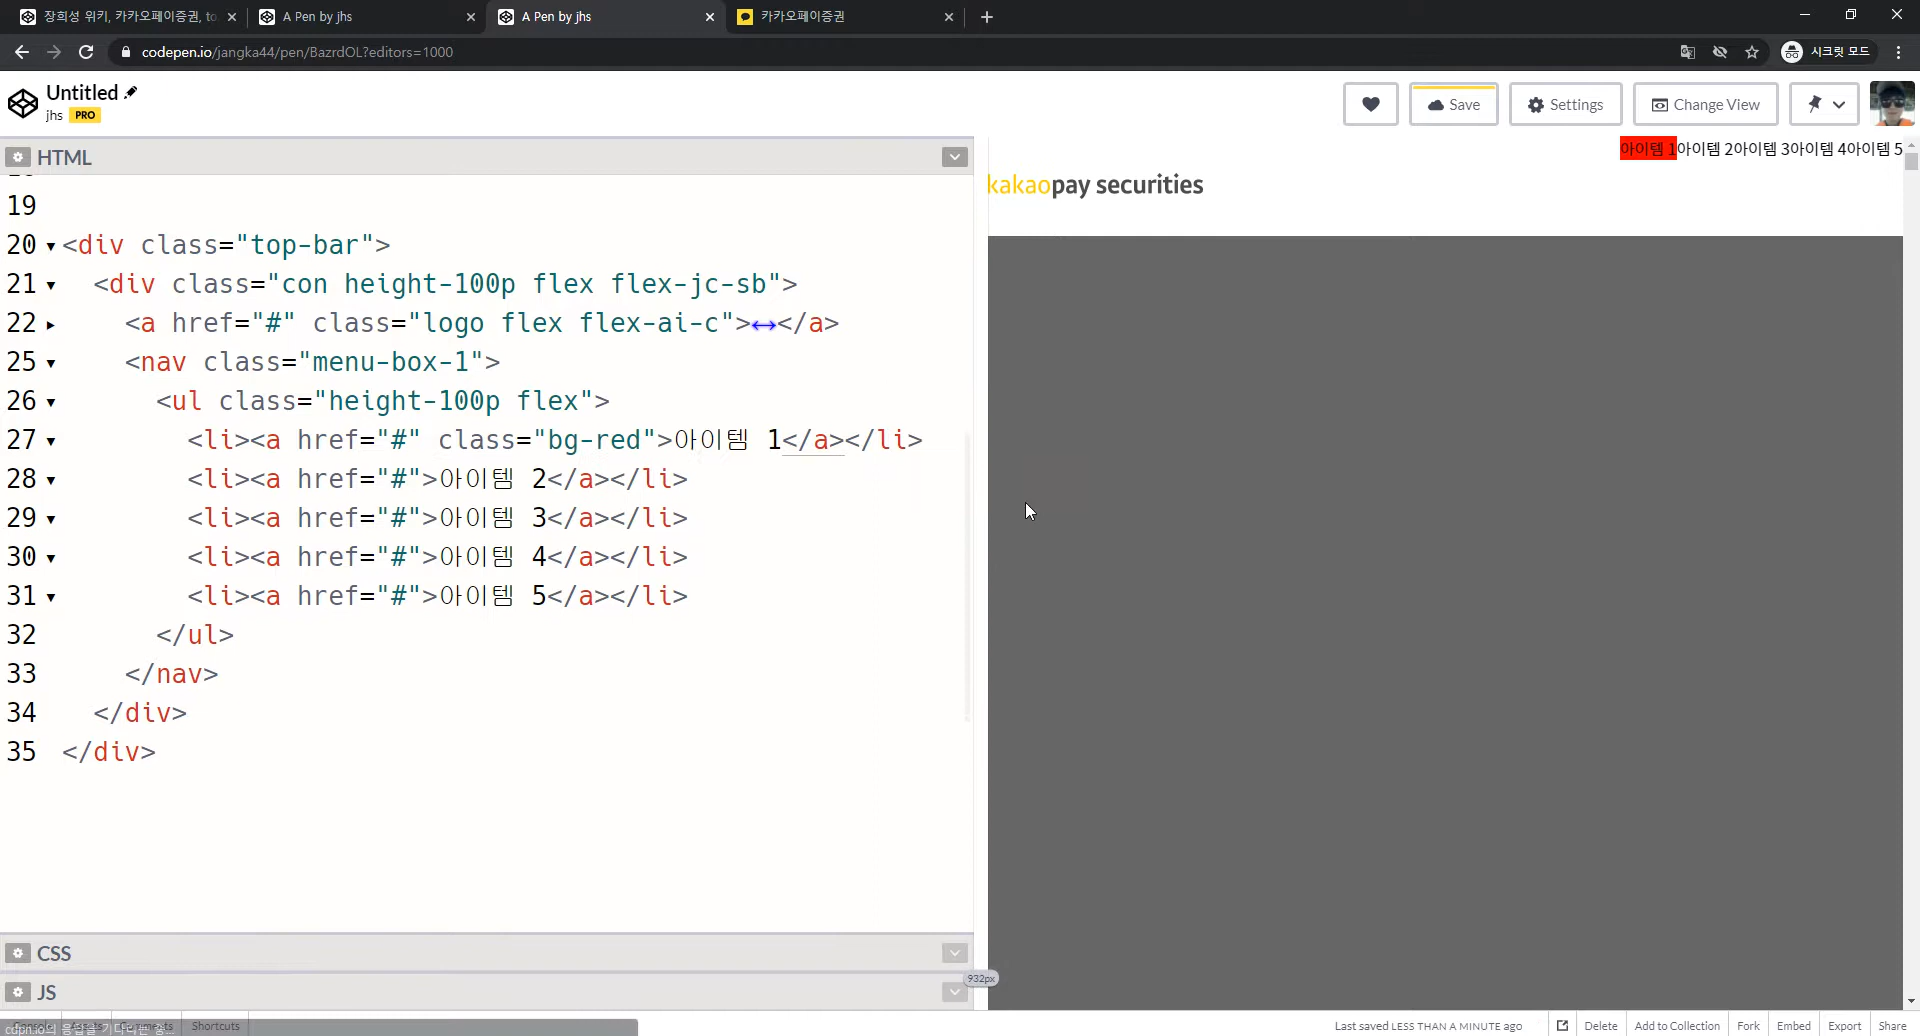 장희성 위키, 카카오페이증권, to
A Pen by jhs
A Pen by jhs
카카오페이증권
codepen.io/jangka44/pen/BazrdOL?editors=1000
시크릿 모드
Untitled
jhs PRO
Save
Settings
Change View
HTML
19
20 <div class="top-bar">
21 <div class="con height-100p flex flex-jc-sb">
22 <a href="#" class="logo flex flex-ai-c">↔</a>
25 <nav class="menu-box-1">
26 <ul class="height-100p flex">
27 <li><a href="#" class="bg-red">아이템 1</a></li>
28 <li><a href="#">아이템 2</a></li>
29 <li><a href="#">아이템 3</a></li>
30 <li><a href="#">아이템 4</a></li>
31 <li><a href="#">아이템 5</a></li>
32 </ul>
33 </nav>
34 </div>
35 </div>
아이템 1아이템 2아이템 3아이템 4아이템 5
kakaopay securities
CSS
932px
JS
Shortcuts
Last saved LESS THAN A MINUTE ago
Delete
Add to Collection
Fork
Embed
Export
Share